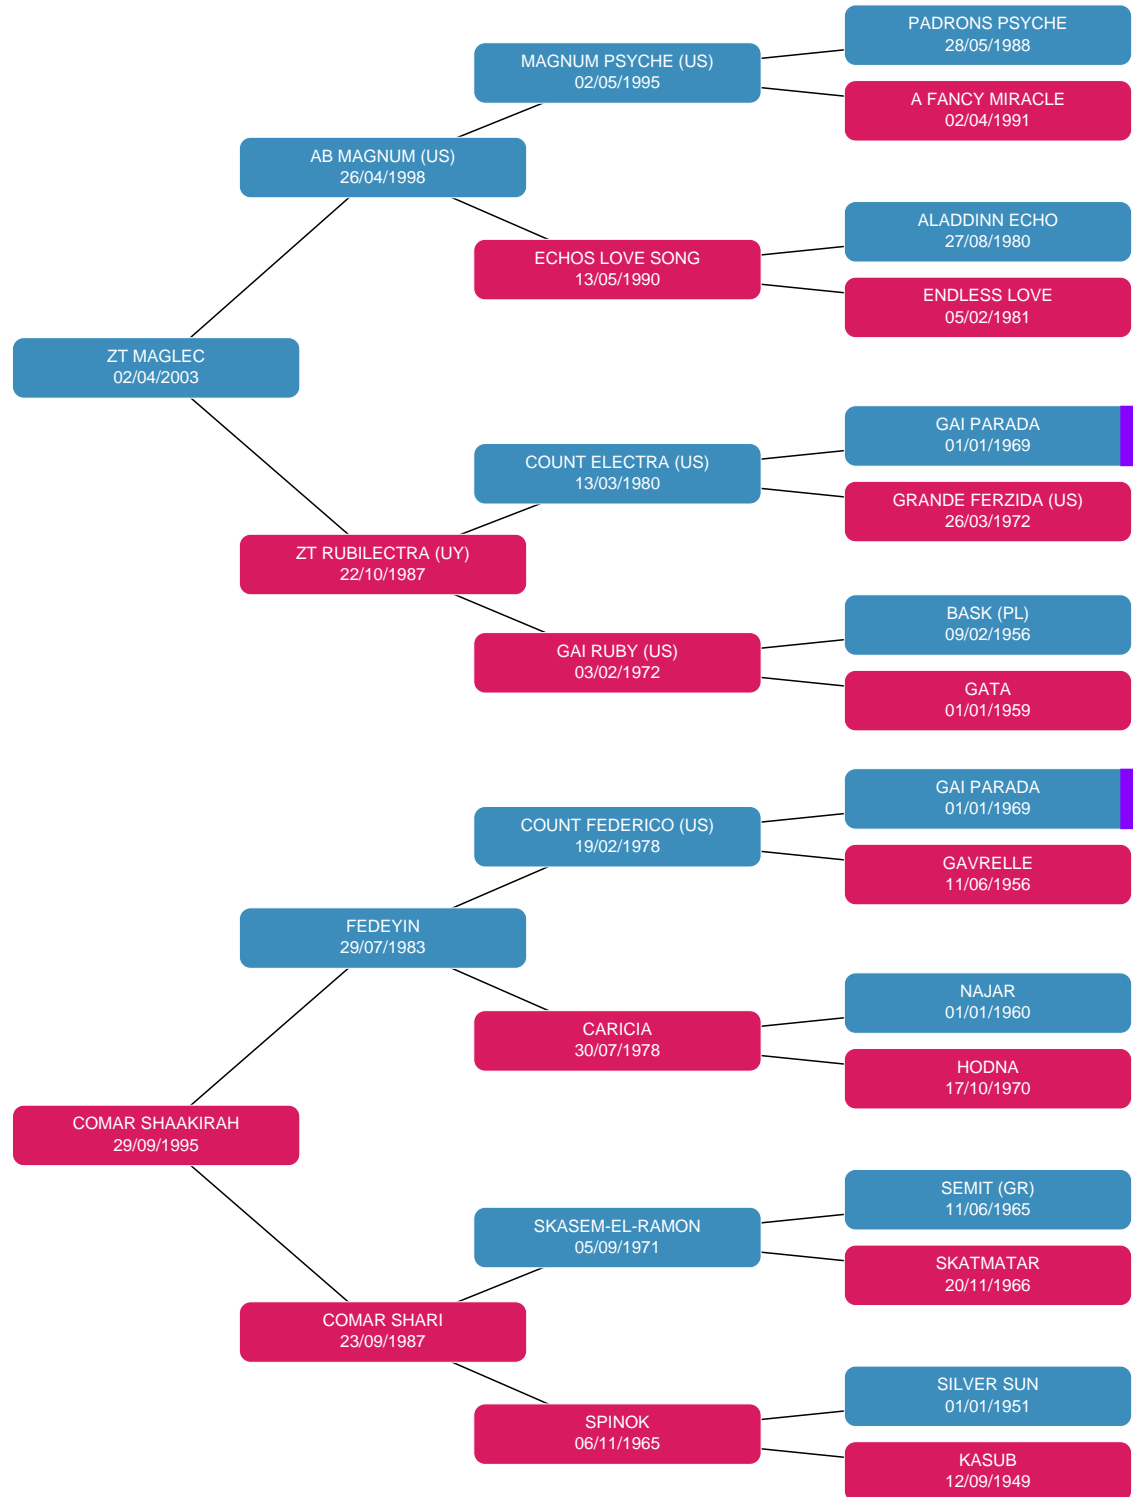 PADRONS PSYCHE
28/05/1988
MAGNUM PSYCHE (US)
02/05/1995
A FANCY MIRACLE
02/04/1991
AB MAGNUM (US)
26/04/1998
ALADDINN ECHO
27/08/1980
ECHOS LOVE SONG
13/05/1990
ENDLESS LOVE
05/02/1981
ZT MAGLEC
02/04/2003
GAI PARADA
01/01/1969
COUNT ELECTRA (US)
13/03/1980
GRANDE FERZIDA (US)
26/03/1972
ZT RUBILECTRA (UY)
22/10/1987
BASK (PL)
09/02/1956
GAI RUBY (US)
03/02/1972
GATA
01/01/1959
GAI PARADA
01/01/1969
COUNT FEDERICO (US)
19/02/1978
GAVRELLE
11/06/1956
FEDEYIN
29/07/1983
NAJAR
01/01/1960
CARICIA
30/07/1978
HODNA
17/10/1970
COMAR SHAAKIRAH
29/09/1995
SEMIT (GR)
11/06/1965
SKASEM-EL-RAMON
05/09/1971
SKATMATAR
20/11/1966
COMAR SHARI
23/09/1987
SILVER SUN
01/01/1951
SPINOK
06/11/1965
KASUB
12/09/1949